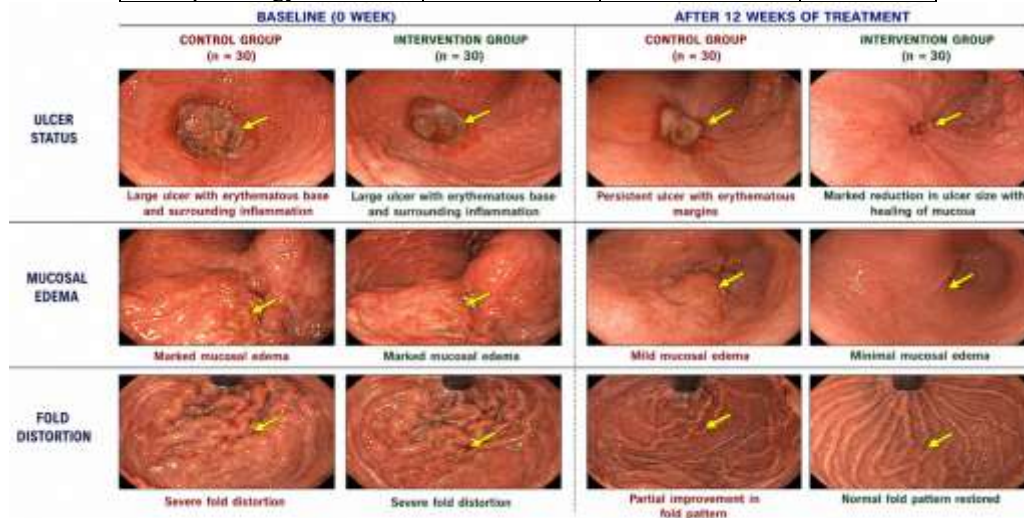 BASELINE (0 WEEK)
AFTER 12 WEEKS OF TREATMENT
CONTROL GROUP
(n = 30)
INTERVENTION GROUP
(n = 30)
CONTROL GROUP
(n = 30)
INTERVENTION GROUP
(n = 30)
ULCER
STATUS
Large ulcer with erythematous base
and surrounding inflammation
Large ulcer with erythematous base
and surrounding inflammation
Persistent ulcer with erythematous
margins
Marked reduction in ulcer size with
healing of mucosa
MUCOSAL
EDEMA
Marked mucosal edema
Marked mucosal edema
Mild mucosal edema
Minimal mucosal edema
FOLD
DISTORTION
Severe fold distortion
Severe fold distortion
Partial improvement in
fold pattern
Normal fold pattern restored